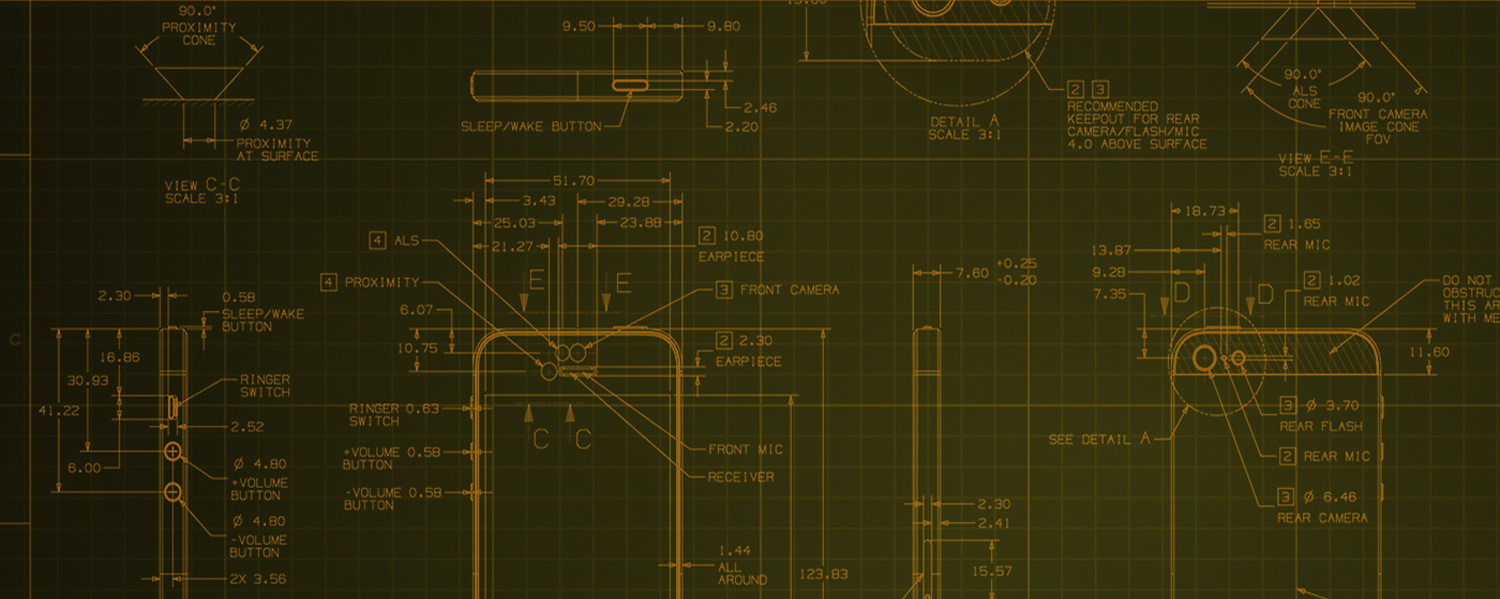 90.0°
PROXIMITY
CONE
Ø 4.37
PROXIMITY
AT SURFACE
VIEW C-C
SCALE 3:1
9.50
9.80
2.46
2.20
SLEEP/WAKE BUTTON
DETAIL A
SCALE 3:1
2 3
RECOMMENDED
KEEPOUT FOR REAR
CAMERA/FLASH/MIC
4.0 ABOVE SURFACE
90.0°
ALS
CONE
90.0°
FRONT CAMERA
IMAGE CONE
FOV
VIEW E-E
SCALE 3:1
C
2.30
0.58
SLEEP/WAKE
BUTTON
16.86
30.93
41.22
RINGER
SWITCH
2.52
6.00
Ø 4.80
+VOLUME
BUTTON
Ø 4.80
-VOLUME
BUTTON
2X 3.56
51.70
3.43
29.28
25.03
23.88
21.27
4 ALS
2 10.80
EARPIECE
4 PROXIMITY
E
E
3 FRONT CAMERA
6.07
10.75
2 2.30
EARPIECE
RINGER 0.63
SWITCH
C C
+VOLUME 0.58
BUTTON
-VOLUME 0.58
BUTTON
FRONT MIC
RECEIVER
1.44
ALL
AROUND
123.83
7.60 +0.25
-0.20
2.30
2.41
15.57
18.73
2 1.65
REAR MIC
13.87
9.28
7.35
D
D
2 1.02
REAR MIC
DO NOT
OBSTRUC
THIS AR
WITH ME
11.60
3 Ø 3.70
REAR FLASH
SEE DETAIL A
2 REAR MIC
3 Ø 6.46
REAR CAMERA